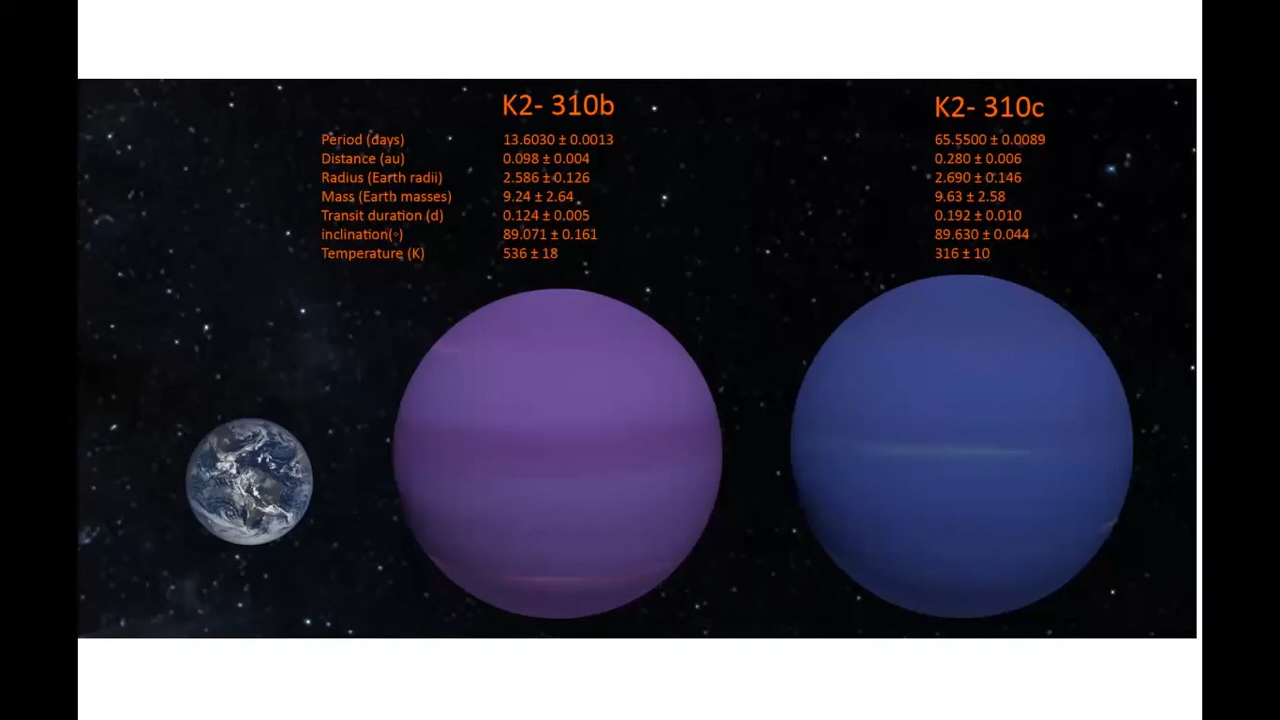 K2- 310b K2- 310c
Period (days) 13.6030 ± 0.0013 65.5500 ± 0.0089
Distance (au) 0.098 ± 0.004 0.280 ± 0.006
Radius (Earth radii) 2.586 ± 0.126 2.690 ± 0.146
Mass (Earth masses) 9.24 ± 2.64 9.63 ± 2.58
Transit duration (d) 0.124 ± 0.005 0.192 ± 0.010
inclination(◦) 89.071 ± 0.161 89.630 ± 0.044
Temperature (K) 536 ± 18 316 ± 10